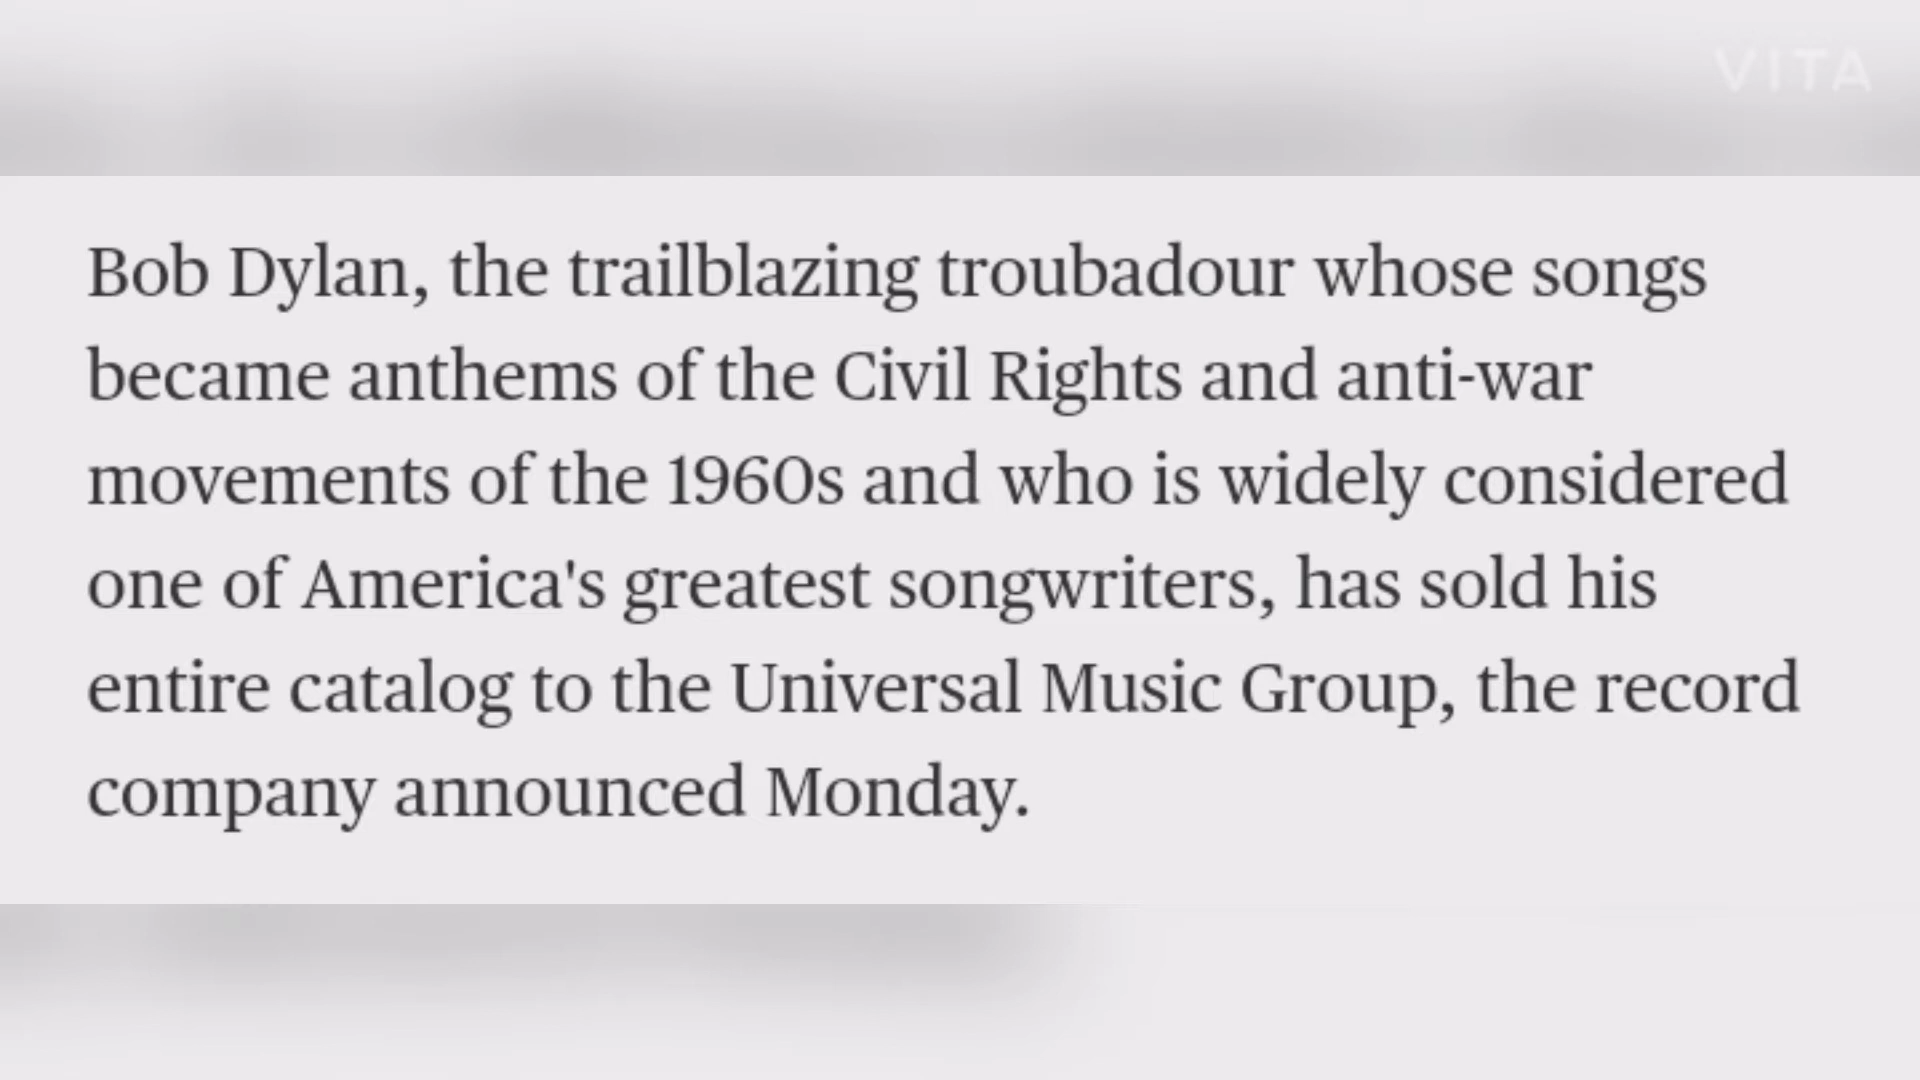 VITA
Bob Dylan, the trailblazing troubadour whose songs
became anthems of the Civil Rights and anti-war
movements of the 1960s and who is widely considered
one of America's greatest songwriters, has sold his
entire catalog to the Universal Music Group, the record
company announced Monday.